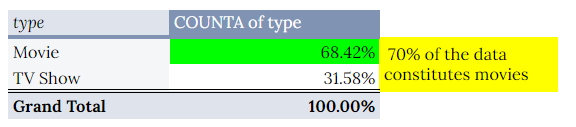 type COUNTA of type
Movie 68.42%
TV Show 31.58%
Grand Total 100.00%
70% of the data
constitutes movies